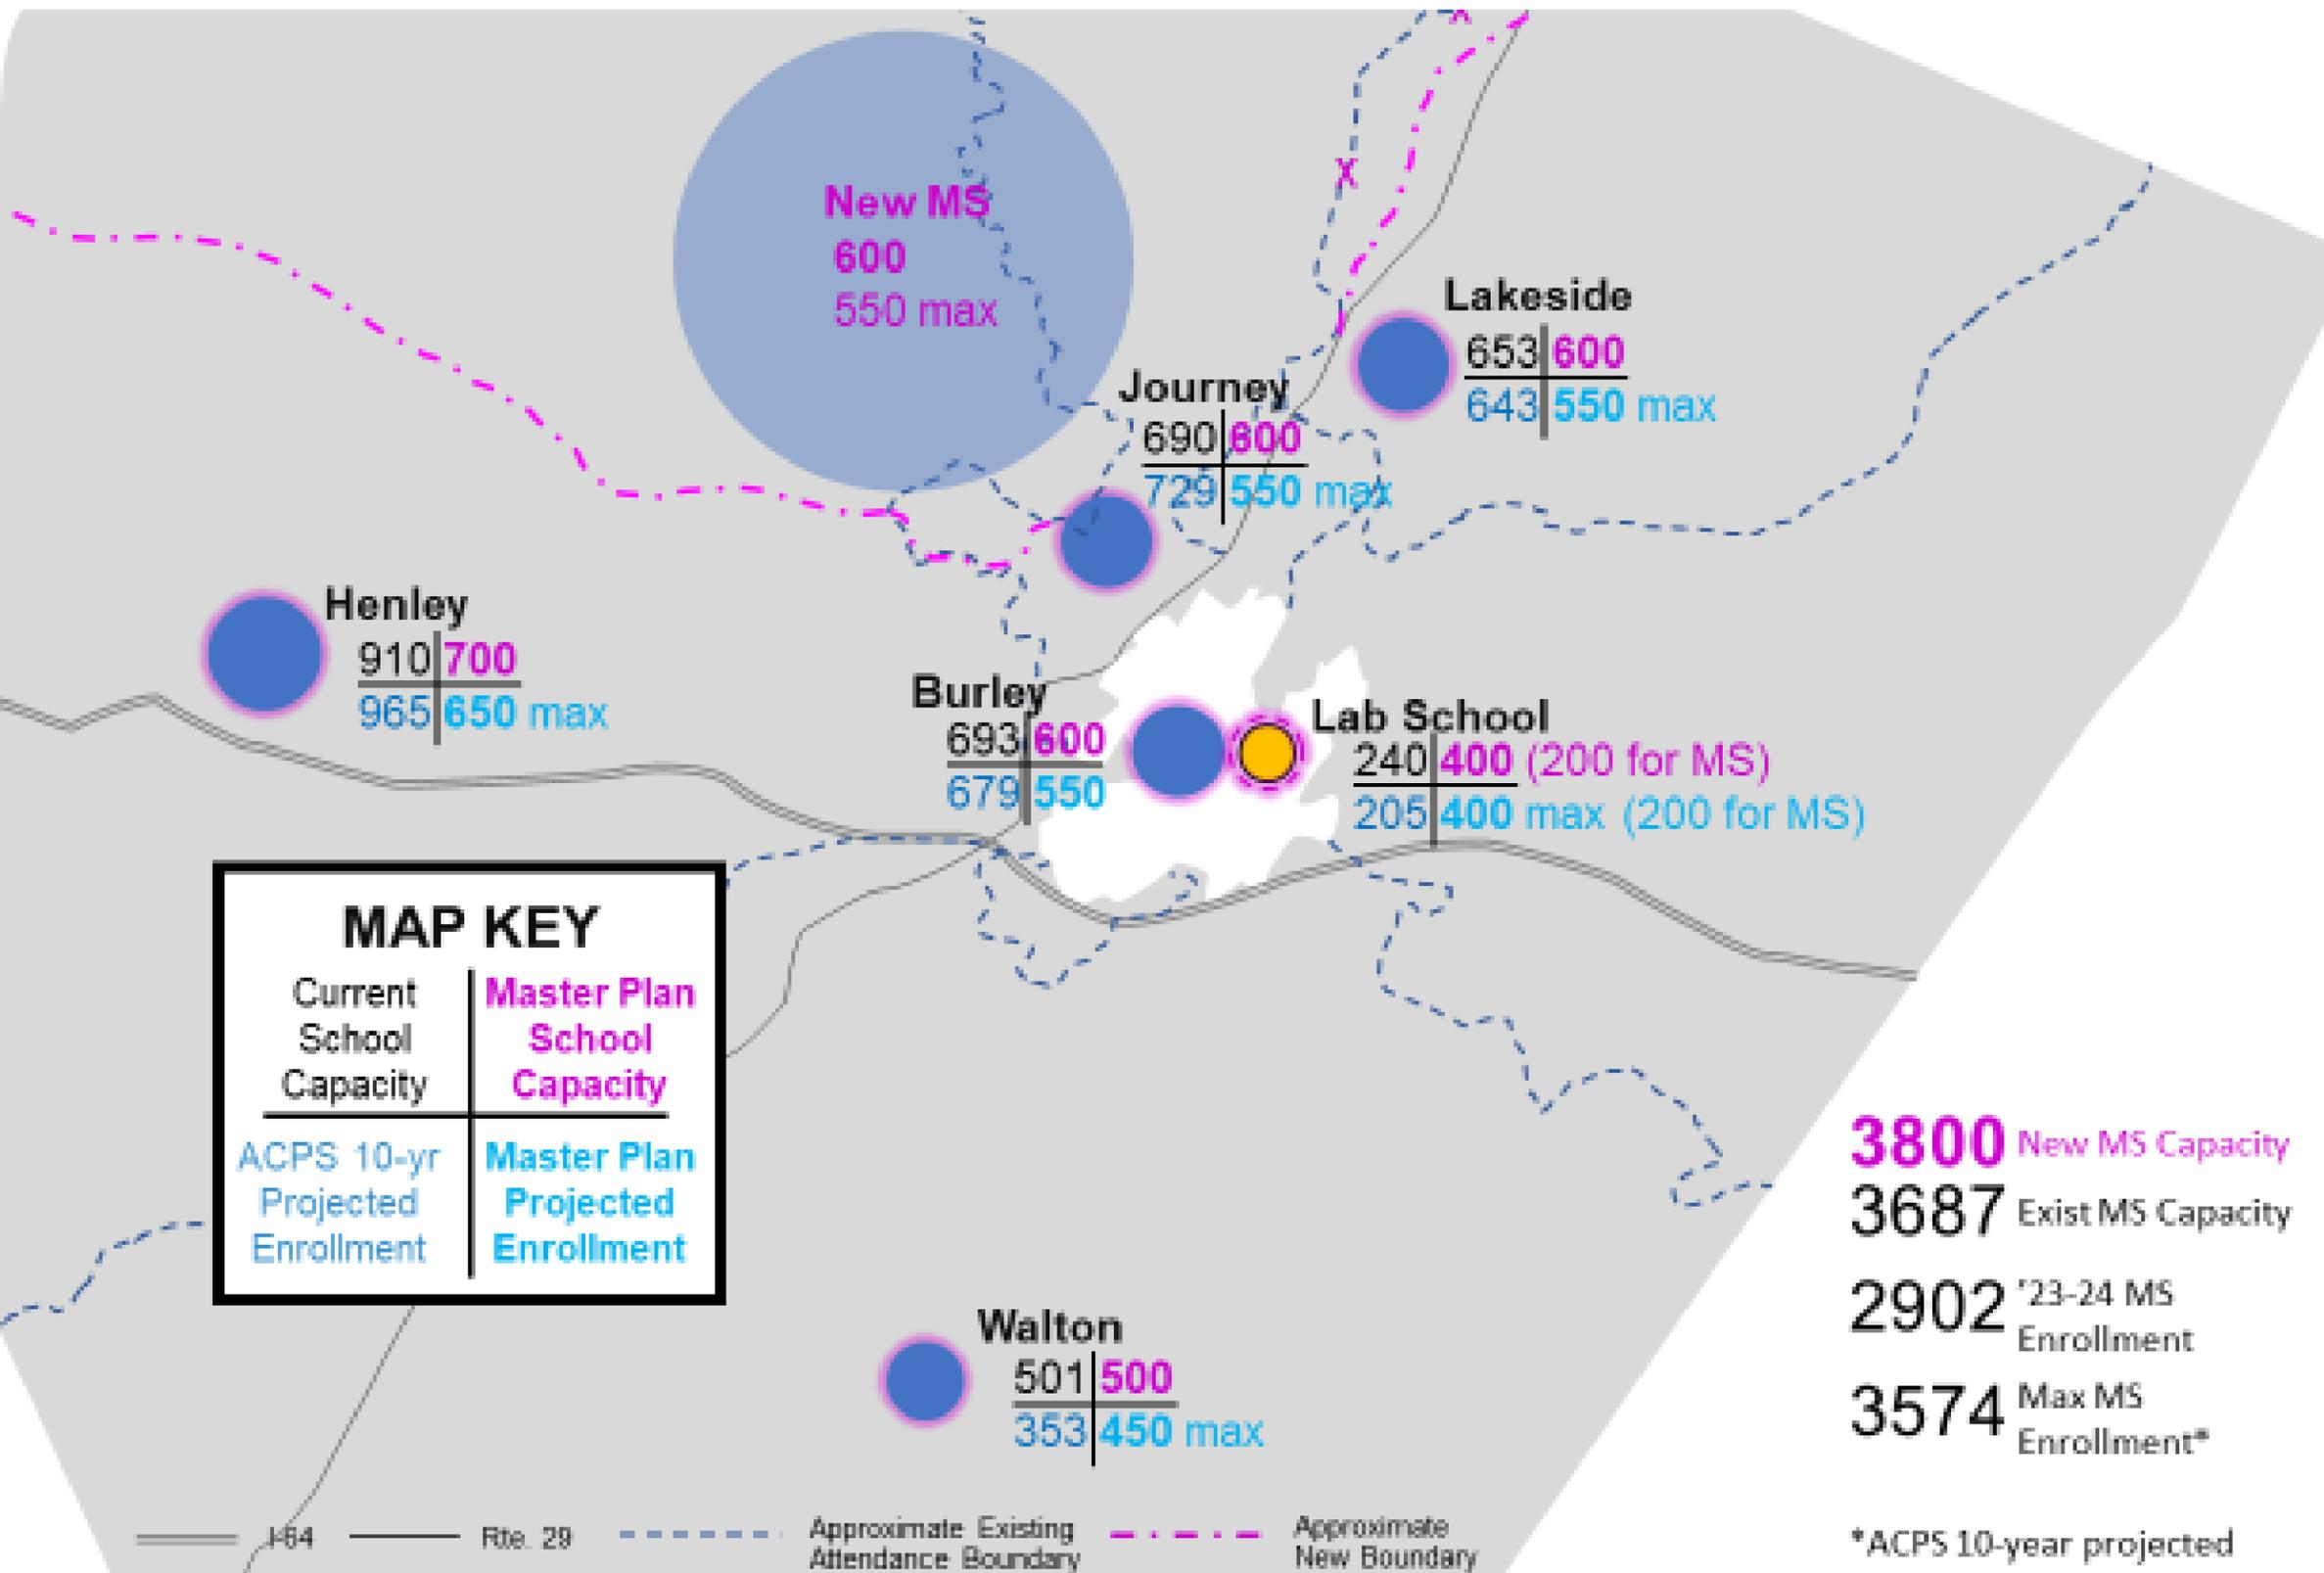 New MS
600
550 max
Lakeside
653 600
643 550 max
Journey
690 600
729 550 max
Henley
910 700
965 650 max
Burley
693 600
679 550
Lab School
240 400 (200 for MS)
205 400 max (200 for MS)
MAP KEY
Current Master Plan
School School
Capacity Capacity
ACPS 10-yr Master Plan
Projected Projected
Enrollment Enrollment
3800 New MS Capacity
3687 Exist MS Capacity
2902 '23-24 MS
Enrollment
3574 Max MS
Enrollment*
Walton
501 500
353 450 max
I-64 Rte. 29 Approximate Existing Approximate
Attendance Boundary New Boundary
*ACPS 10-year projected